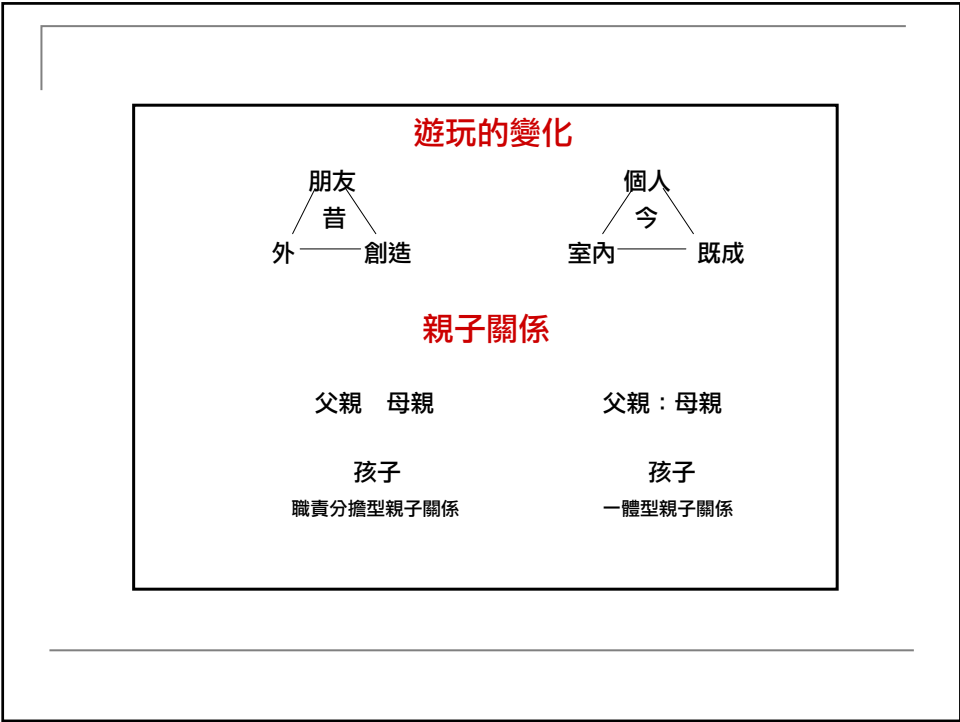 遊玩的變化
朋友 個人
昔 今
外 創造 室內 既成
親子關係
父親 母親 父親：母親
孩子 孩子
職責分擔型親子關係 一體型親子關係